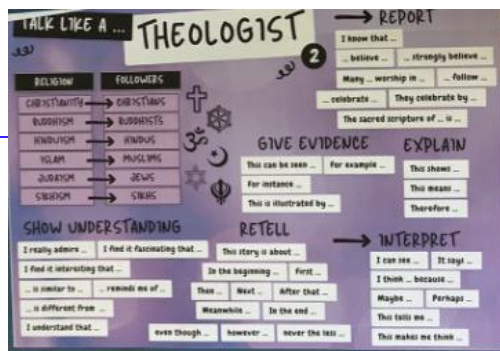 TALK LIKE A ...
THEOLOGIST
2
RELIGION FOLLOWERS
CHRISTIANITY CHRISTIANS
BUDDHISM BUDDHISTS
HINDUISM HINDUS
ISLAM MUSLIMS
JUDAISM JEWS
SIKHISM SIKHS
REPORT
I know that ...
... believe ... ... strongly believe ...
Many ... worship in ... ... follow ...
... celebrate ... They celebrate by ...
The sacred scripture of ... is ...
GIVE EVIDENCE
This can be seen ... For example ...
For instance ...
This is illustrated by ...
EXPLAIN
This shows ...
This means ...
Therefore ...
SHOW UNDERSTANDING
I really admire ... I find it fascinating that ...
I find it interesting that ...
... is similar to ... ... reminds me of ...
... is different from ...
I understand that ...
RETELL
This story is about ...
In the beginning ... First ...
Then ... Next ... After that ...
Meanwhile ... In the end ...
even though ... however ... never the less ...
INTERPRET
I can see ... It says ...
I think ... because ...
Maybe ... Perhaps ...
This tells me ...
This makes me think ...